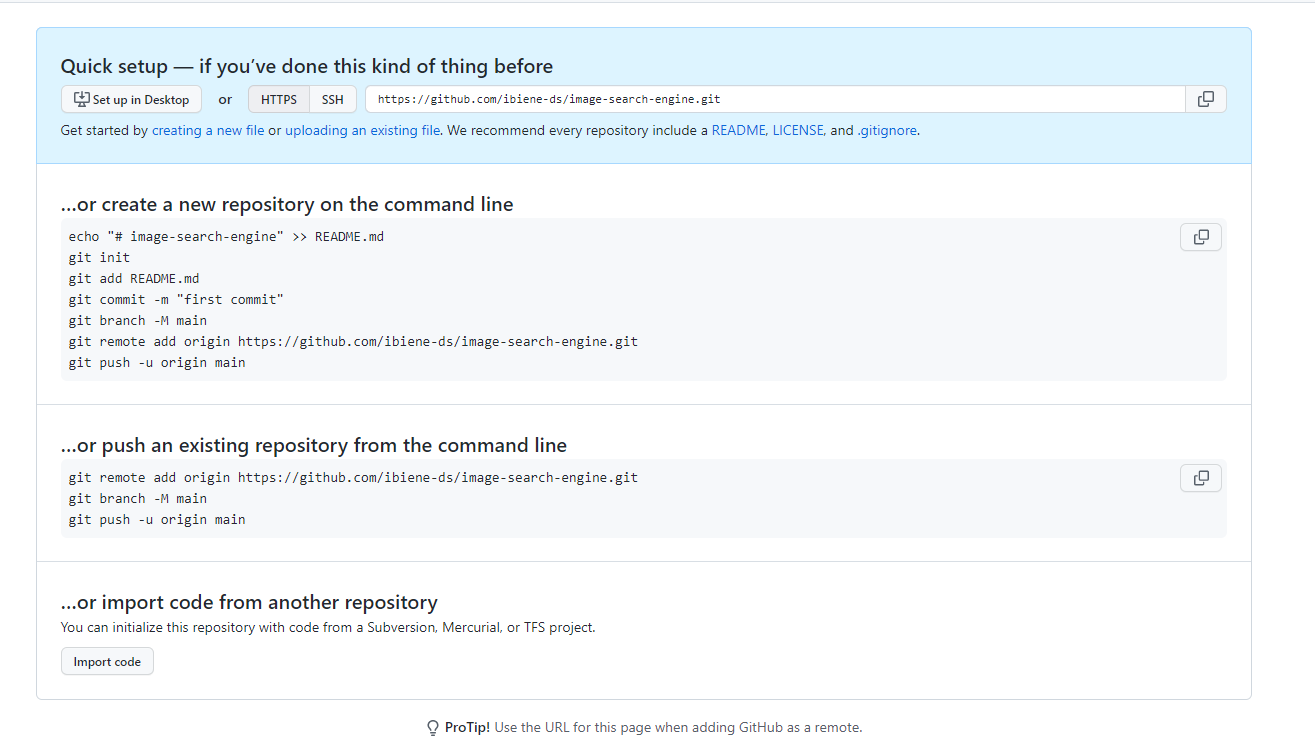 Quick setup — if you’ve done this kind of thing before
Set up in Desktop or HTTPS SSH https://github.com/ibiene-ds/image-search-engine.git
Get started by creating a new file or uploading an existing file. We recommend every repository include a README, LICENSE, and .gitignore.
…or create a new repository on the command line
echo "# image-search-engine" >> README.md
git init
git add README.md
git commit -m "first commit"
git branch -M main
git remote add origin https://github.com/ibiene-ds/image-search-engine.git
git push -u origin main
…or push an existing repository from the command line
git remote add origin https://github.com/ibiene-ds/image-search-engine.git
git branch -M main
git push -u origin main
…or import code from another repository
You can initialize this repository with code from a Subversion, Mercurial, or TFS project.
Import code
ProTip! Use the URL for this page when adding GitHub as a remote.